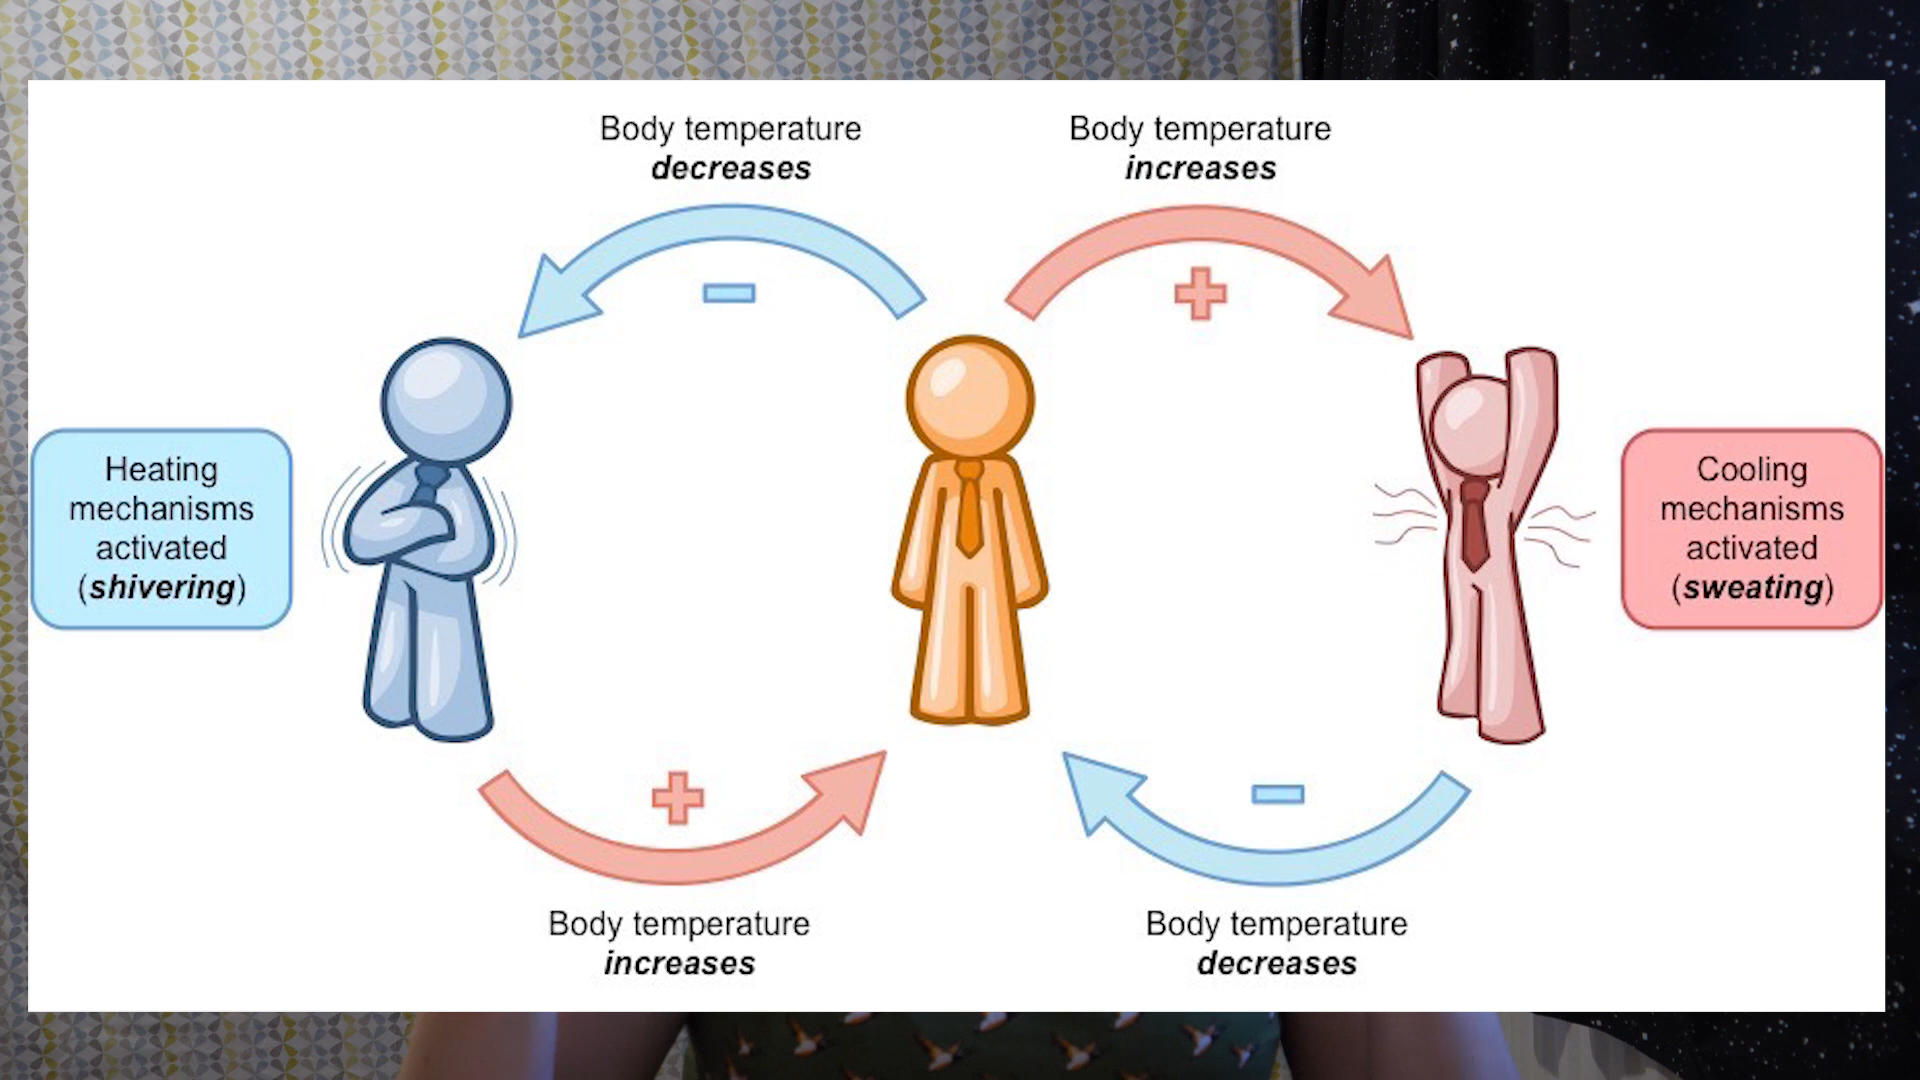 Body temperature
decreases
Body temperature
increases
Heating
mechanisms
activated
(shivering)
Cooling
mechanisms
activated
(sweating)
Body temperature
increases
Body temperature
decreases